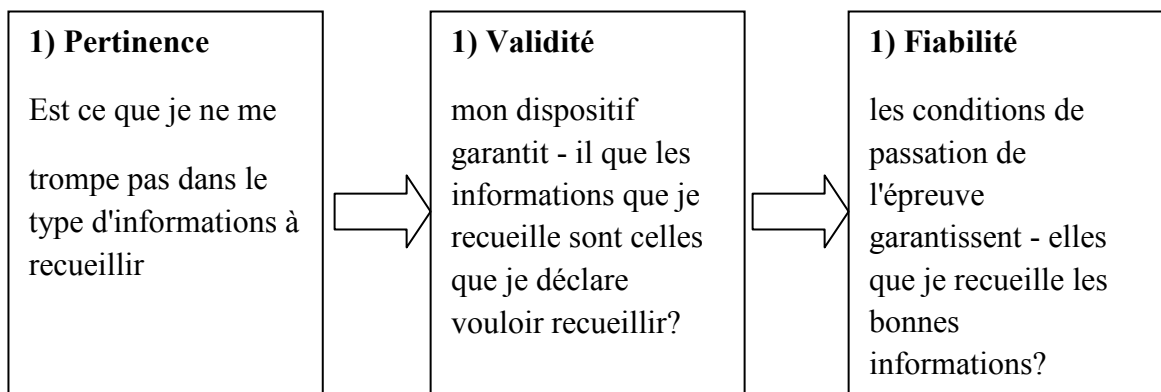 1) Pertinence
Est ce que je ne me
trompe pas dans le
type d'informations à
recueillir
1) Validité
mon dispositif
garantit - il que les
informations que je
recueille sont celles
que je déclare
vouloir recueillir?
1) Fiabilité
les conditions de
passation de
l'épreuve
garantissent - elles
que je recueille les
bonnes
informations?